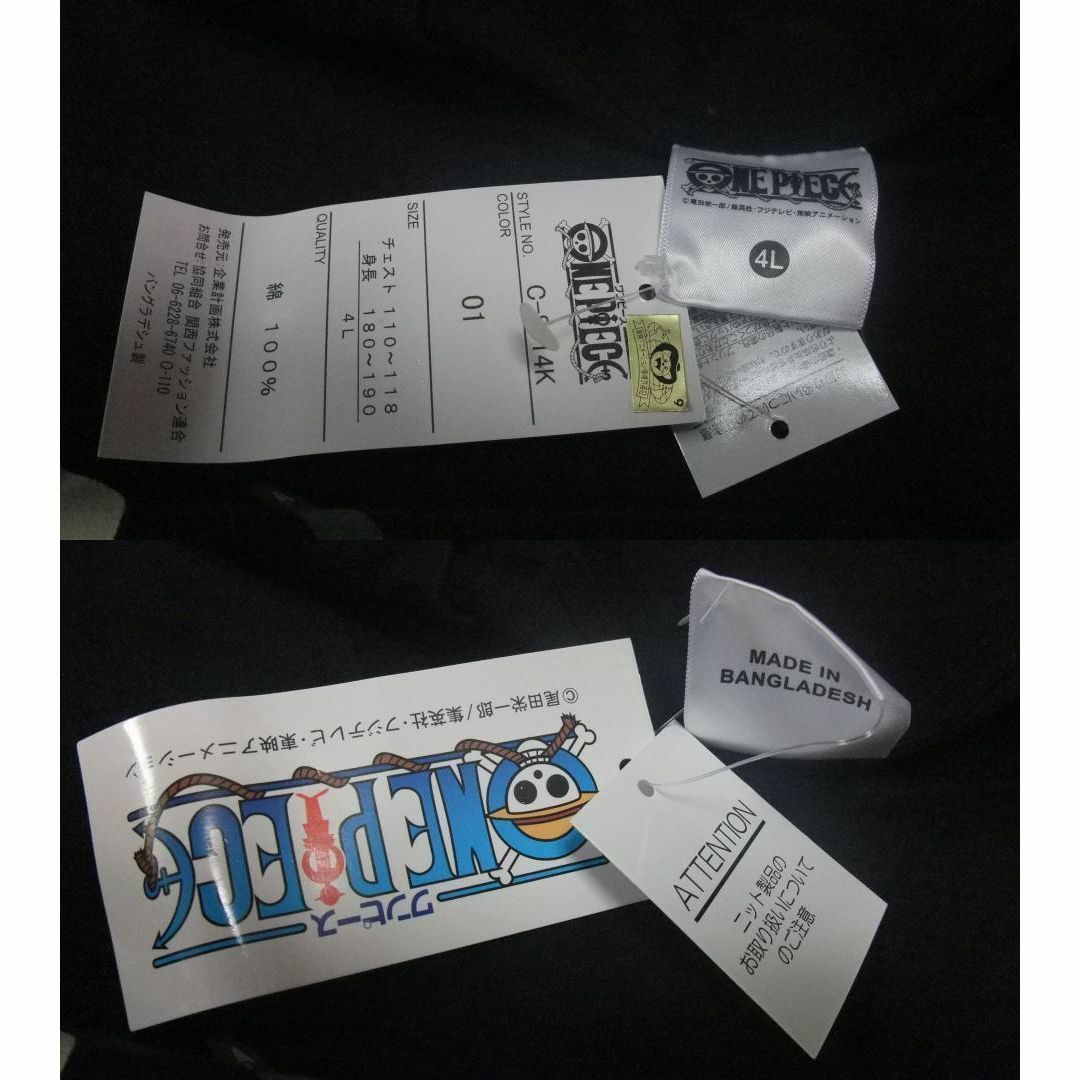 ONE PIECE
ワンピース
STYLE NO.
COLOR
14K
01
SIZE
チェスト 110~118
身長 180~190
4L
QUALITY
綿 100%
発売元:企業計画株式会社
お問合せ:協同組合 関西ファッション連合
TEL 06-6228-6740 O-110
バングラデシュ製
ONE PIECE
©尾田栄一郎/集英社・フジテレビ・東映アニメーション
4L
©尾田栄一郎/集英社・フジテレビ・東映アニメーション
ONE PIECE
ワンピース
MADE IN
BANGLADESH
ATTENTION
ニット製品の
お取り扱いについて
のご注意